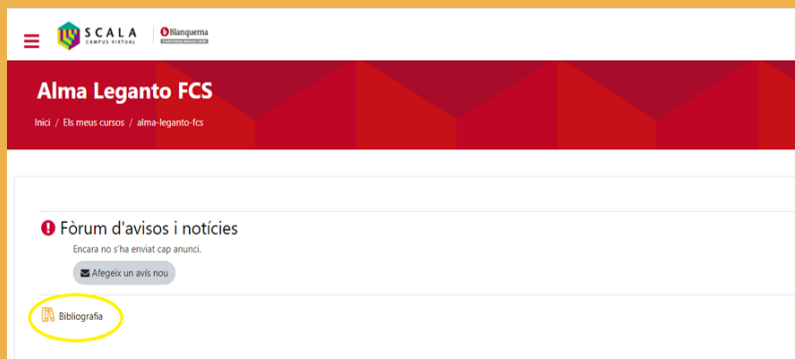 SCALA
CAMPUS VIRTUAL
Blanquerna
Alma Leganto FCS
Inici / Els meus cursos / alma-leganto-fcs
Fòrum d'avisos i notícies
Encara no s'ha enviat cap anunci.
Afegeix un avís nou
Bibliografia